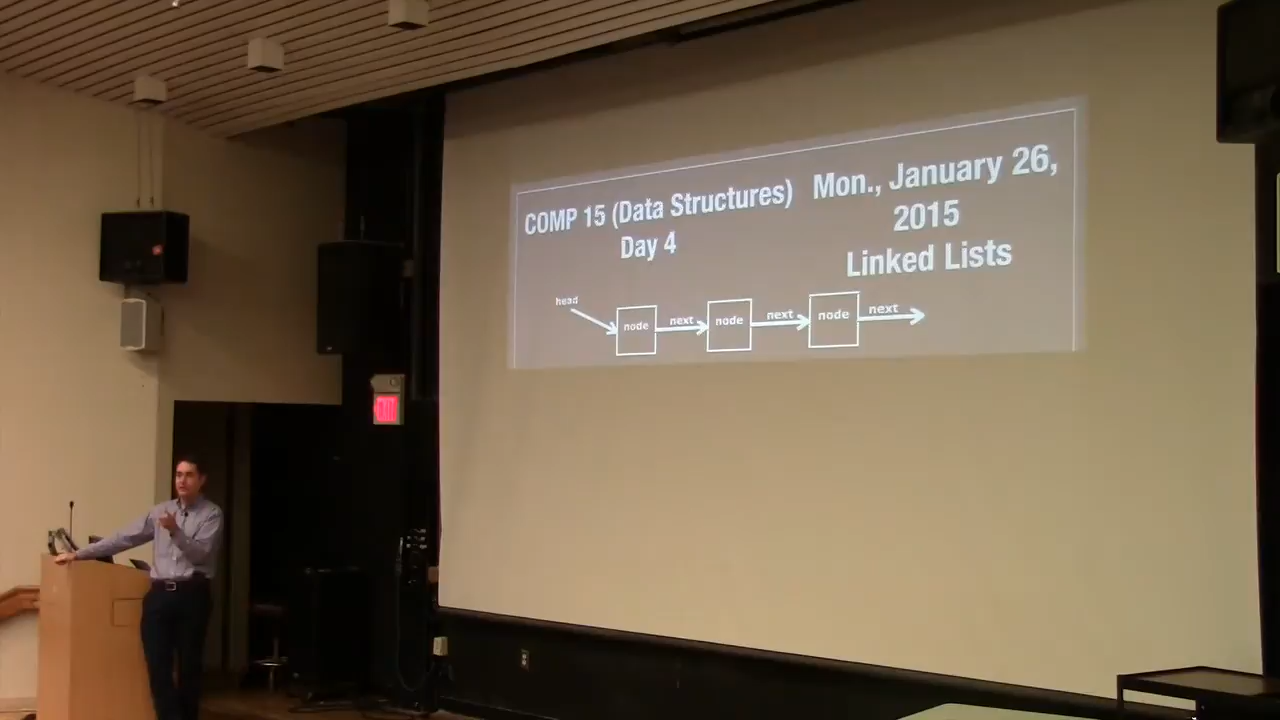 COMP 15 (Data Structures)
Day 4
Mon., January 26,
2015
Linked Lists
head
node
next
node
next
node
next
EXIT